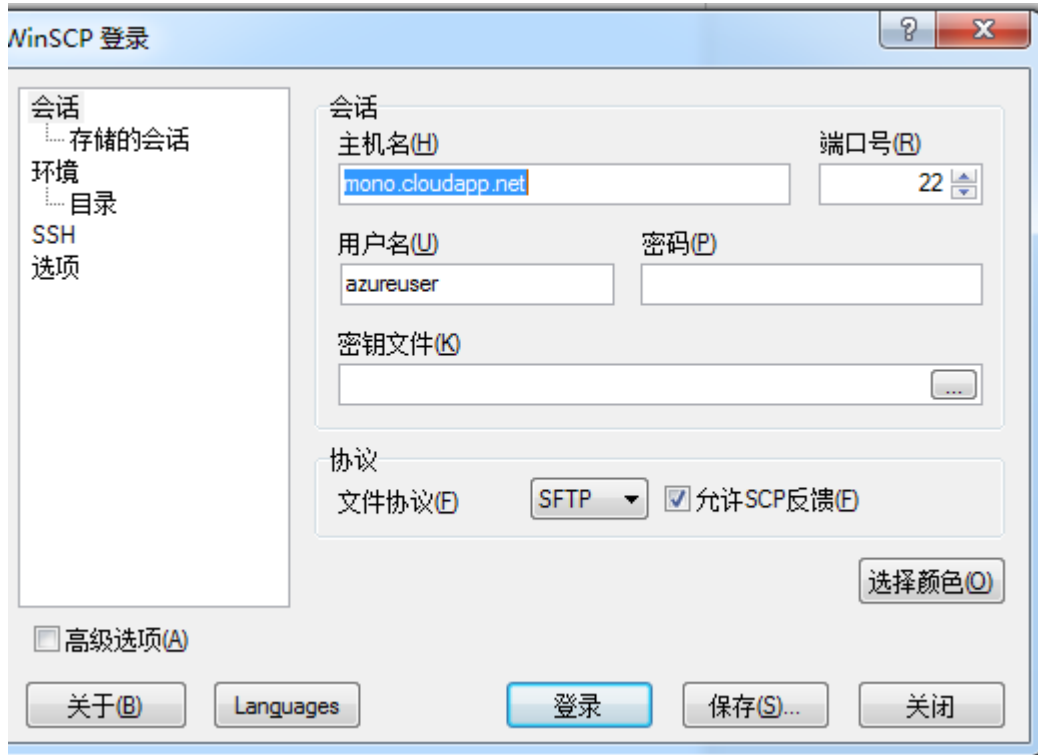 WinSCP 登录
会话
存储的会话
环境
目录
SSH
选项
会话
主机名(H) 端口号(R)
mono.cloudapp.net 22
用户名(U) 密码(P)
azureuser
密钥文件(K)
...
协议
文件协议(F) SFTP 允许SCP反馈(F)
选择颜色(O)
高级选项(A)
关于(B) Languages 登录 保存(S)... 关闭